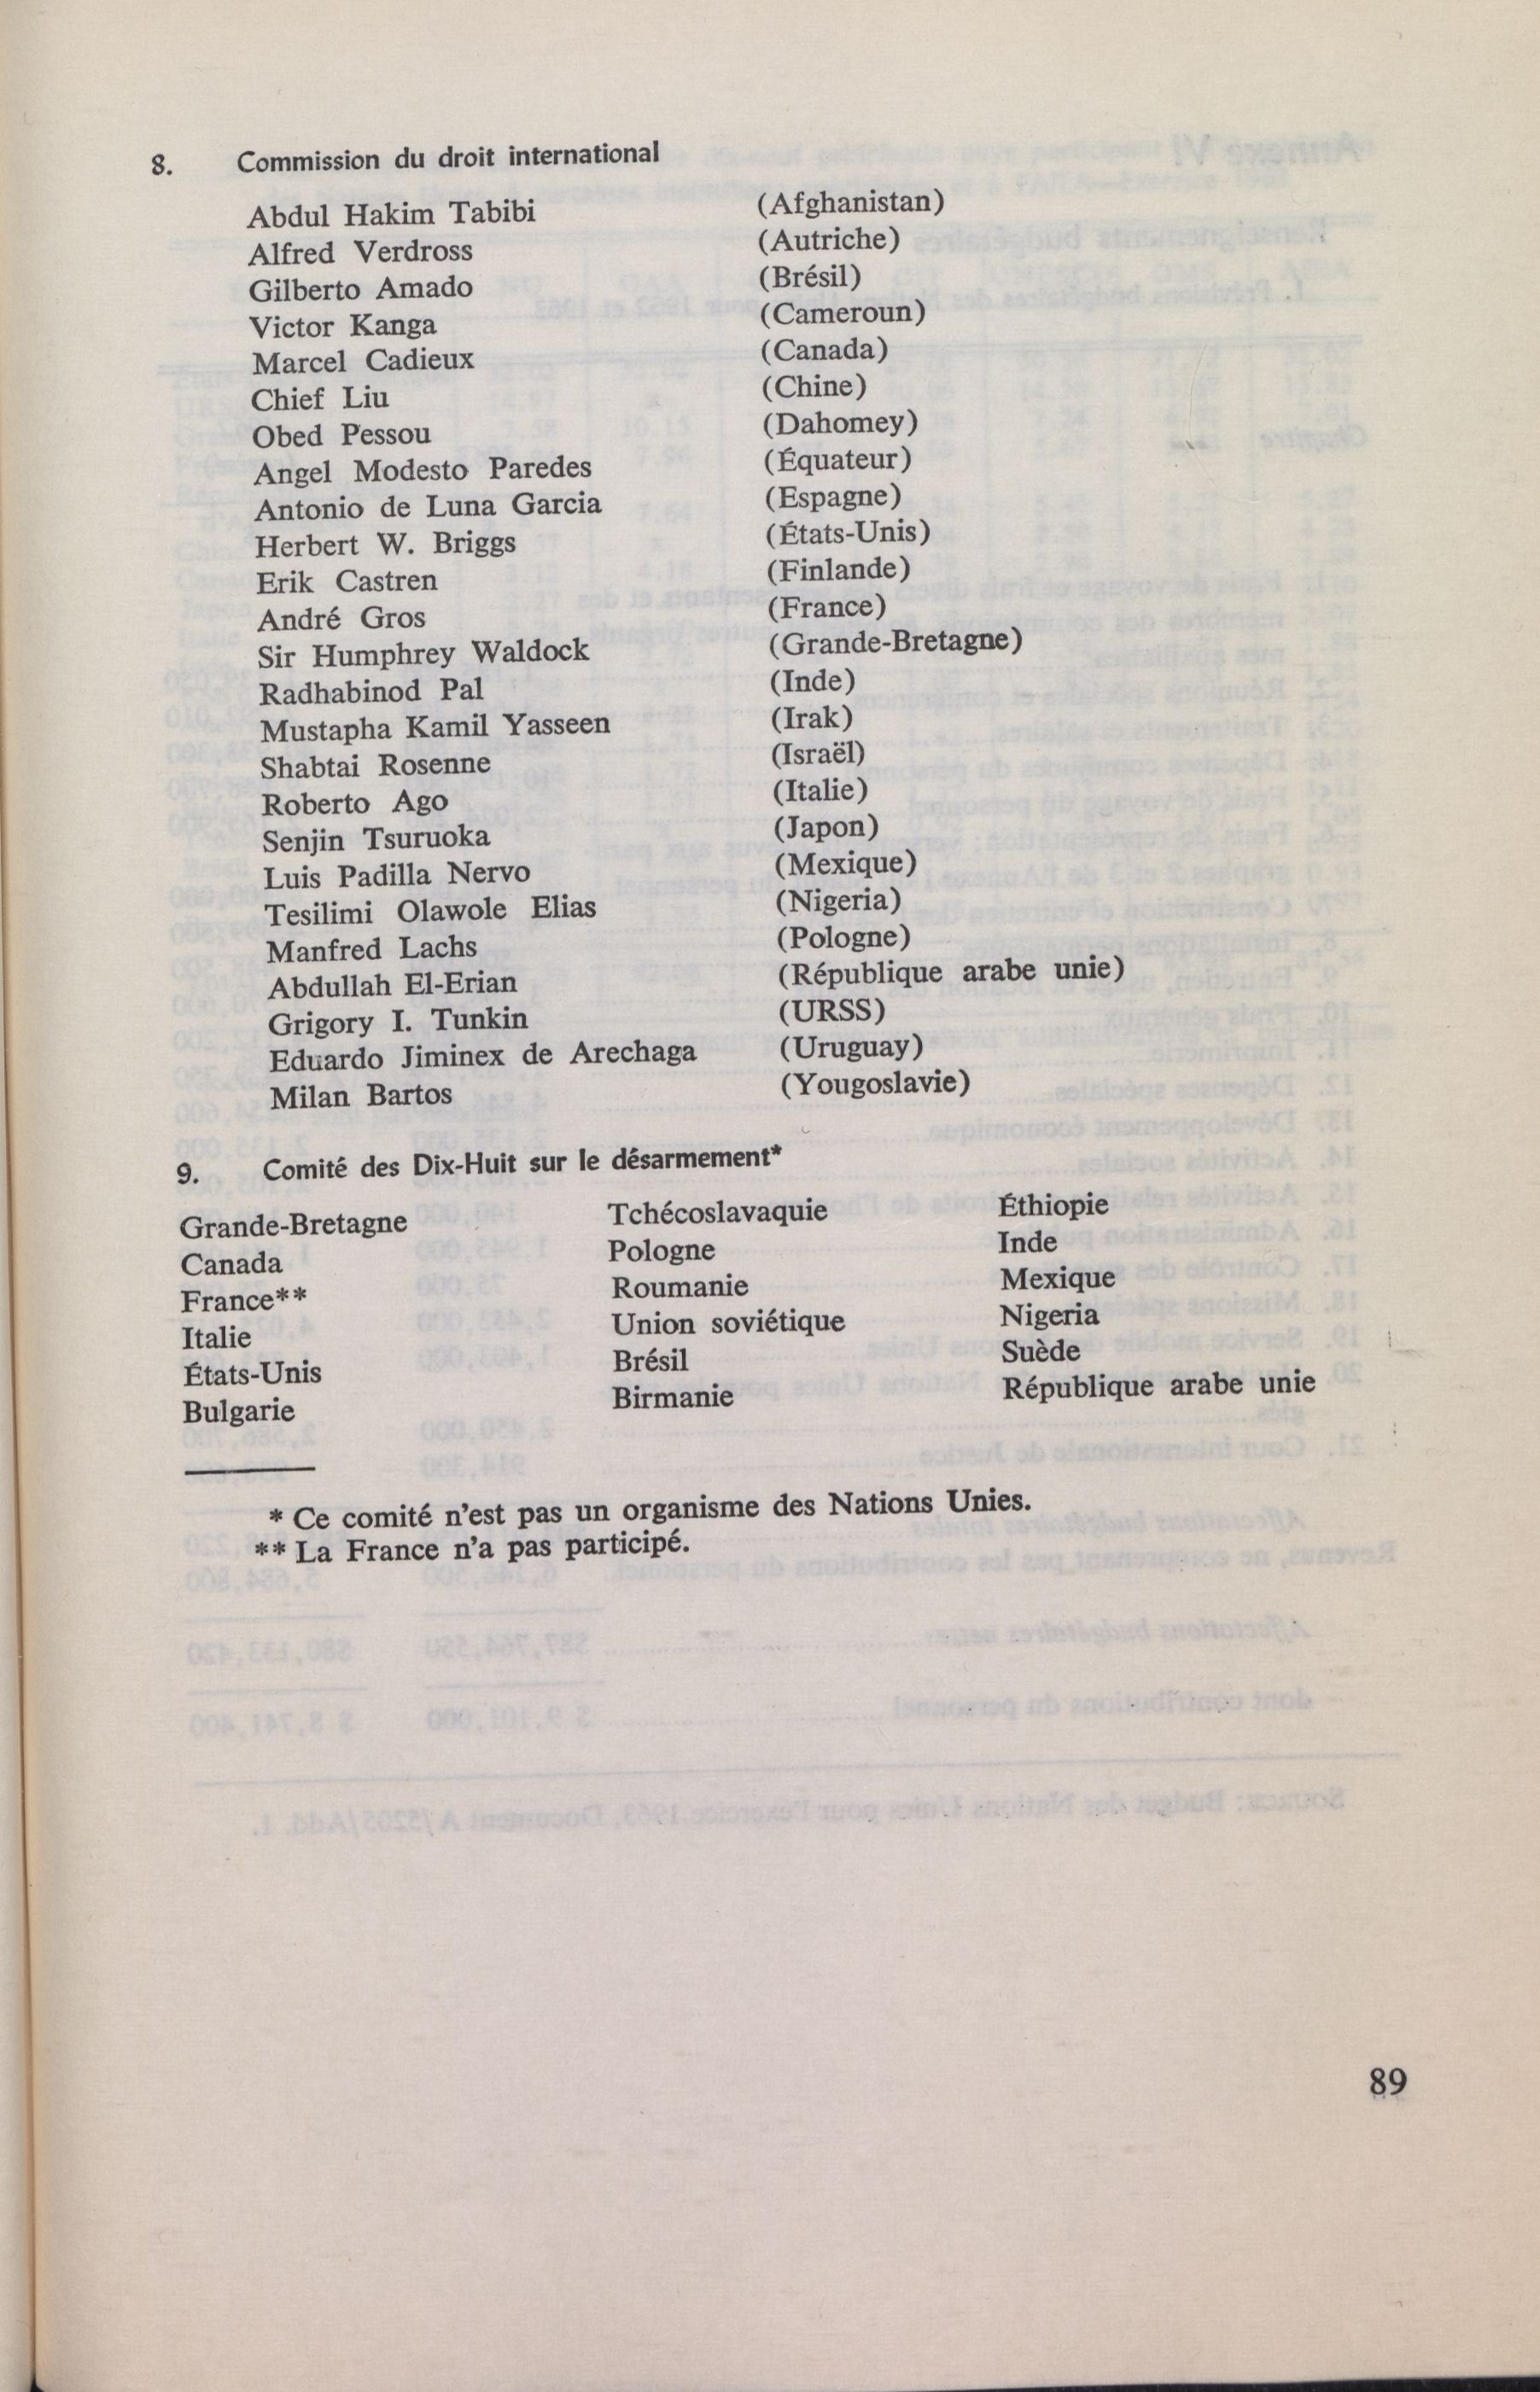 8. Commission du droit international
Abdul Hakim Tabibi (Afghanistan)
Alfred Verdross (Autriche)
Gilberto Amado (Brésil)
Victor Kanga (Cameroun)
Marcel Cadieux (Canada)
Chief Liu (Chine)
Obed Pessou (Dahomey)
Angel Modesto Paredes (Équateur)
Antonio de Luna Garcia (Espagne)
Herbert W. Briggs (États-Unis)
Erik Castren (Finlande)
André Gros (France)
Sir Humphrey Waldock (Grande-Bretagne)
Radhabinod Pal (Inde)
Mustapha Kamil Yasseen (Irak)
Shabtai Rosenne (Israël)
Roberto Ago (Italie)
Senjin Tsuruoka (Japon)
Luis Padilla Nervo (Mexique)
Tesilimi Olawole Elias (Nigeria)
Manfred Lachs (Pologne)
Abdullah El-Erian (République arabe unie)
Grigory I. Tunkin (URSS)
Eduardo Jiminex de Arechaga (Uruguay)
Milan Bartos (Yougoslavie)
9. Comité des Dix-Huit sur le désarmement*
Grande-Bretagne Tchécoslavaquie Éthiopie
Canada Pologne Inde
France** Roumanie Mexique
Italie Union soviétique Nigeria
États-Unis Brésil Suède
Bulgarie Birmanie République arabe unie
* Ce comité n'est pas un organisme des Nations Unies.
** La France n'a pas participé.
89